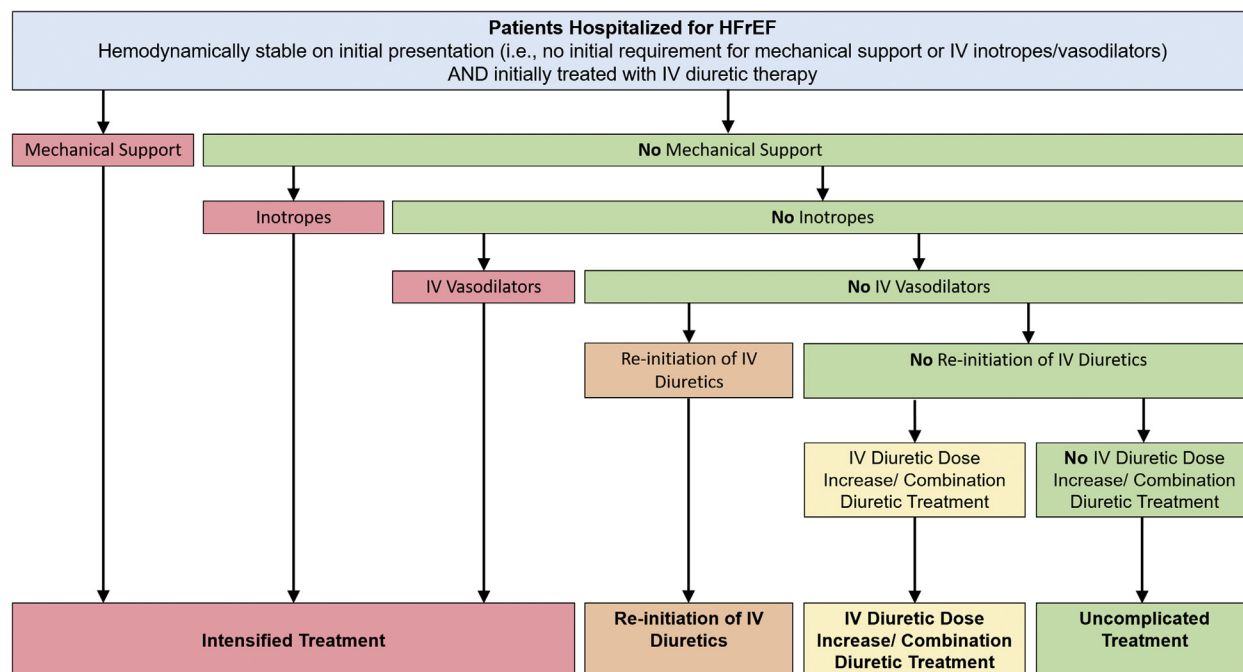 Patients Hospitalized for HFrEF
Hemodynamically stable on initial presentation (i.e., no initial requirement for mechanical support or IV inotropes/vasodilators)
AND initially treated with IV diuretic therapy
Mechanical Support
No Mechanical Support
Inotropes
No Inotropes
IV Vasodilators
No IV Vasodilators
Re-initiation of IV
Diuretics
No Re-initiation of IV Diuretics
IV Diuretic Dose
Increase/ Combination
Diuretic Treatment
No IV Diuretic Dose
Increase/ Combination
Diuretic Treatment
Intensified Treatment
Re-initiation of IV
Diuretics
IV Diuretic Dose
Increase/ Combination
Diuretic Treatment
Uncomplicated
Treatment